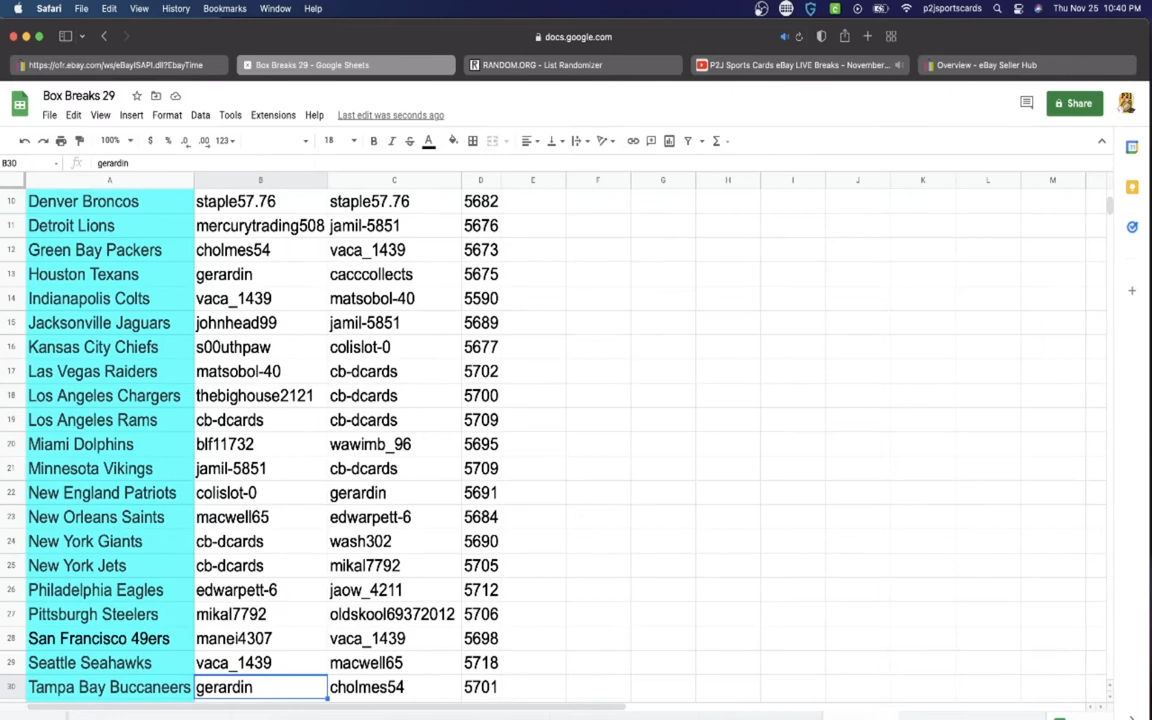 Safari File Edit View History Bookmarks Window Help p2jsportscards Thu Nov 25 10:40 PM
docs.google.com
https://cfr.ebay.com/ws/eBayISAPI.dll?EbayTime Box Breaks 29 - Google Sheets RANDOM.ORG - List Randomizer P2J Sports Cards eBay LIVE Breaks - November... Overview - eBay Seller Hub
Box Breaks 29
File Edit View Insert Format Data Tools Extensions Help Last edit was seconds ago Share
100% $ % .0 .00 123 18 B I S A
B30 fx gerardin
A B C D E F G H I J K L M
10 Denver Broncos staple57.76 staple57.76 5682
11 Detroit Lions mercurytrading508 jamil-5851 5676
12 Green Bay Packers cholmes54 vaca_1439 5673
13 Houston Texans gerardin cacccollects 5675
14 Indianapolis Colts vaca_1439 matsobol-40 5590
15 Jacksonville Jaguars johnhead99 jamil-5851 5689
16 Kansas City Chiefs s00uthpaw colislot-0 5677
17 Las Vegas Raiders matsobol-40 cb-dcards 5702
18 Los Angeles Chargers thebighouse2121 cb-dcards 5700
19 Los Angeles Rams cb-dcards cb-dcards 5709
20 Miami Dolphins blf11732 wawimb_96 5695
21 Minnesota Vikings jamil-5851 cb-dcards 5709
22 New England Patriots colislot-0 gerardin 5691
23 New Orleans Saints macwell65 edwarpett-6 5684
24 New York Giants cb-dcards wash302 5690
25 New York Jets cb-dcards mikal7792 5705
26 Philadelphia Eagles edwarpett-6 jaow_4211 5712
27 Pittsburgh Steelers mikal7792 oldskool69372012 5706
28 San Francisco 49ers manei4307 vaca_1439 5698
29 Seattle Seahawks vaca_1439 macwell65 5718
30 Tampa Bay Buccaneers gerardin cholmes54 5701